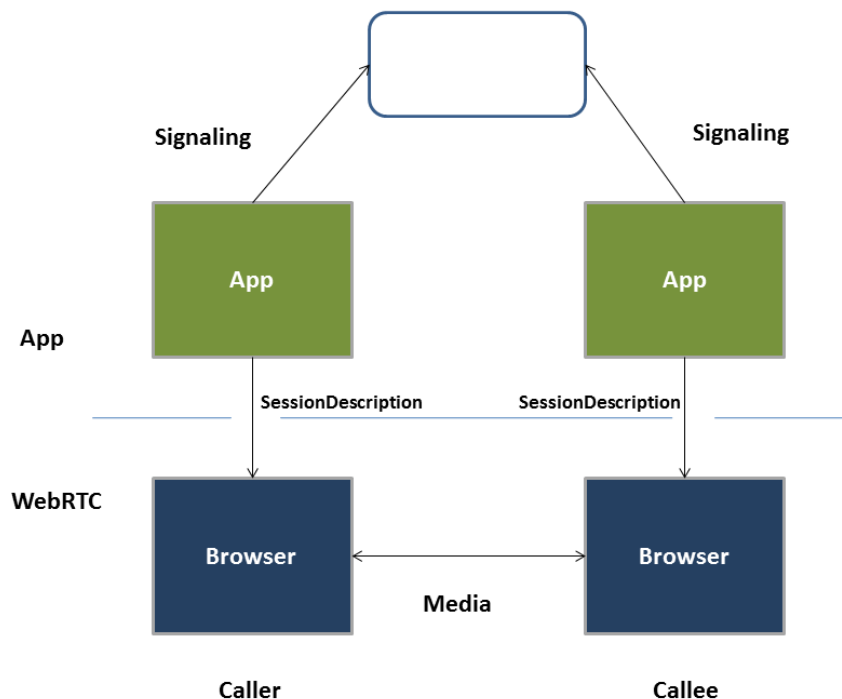 Signaling
Signaling
App
App
App
SessionDescription
SessionDescription
WebRTC
Browser
Browser
Media
Caller
Callee